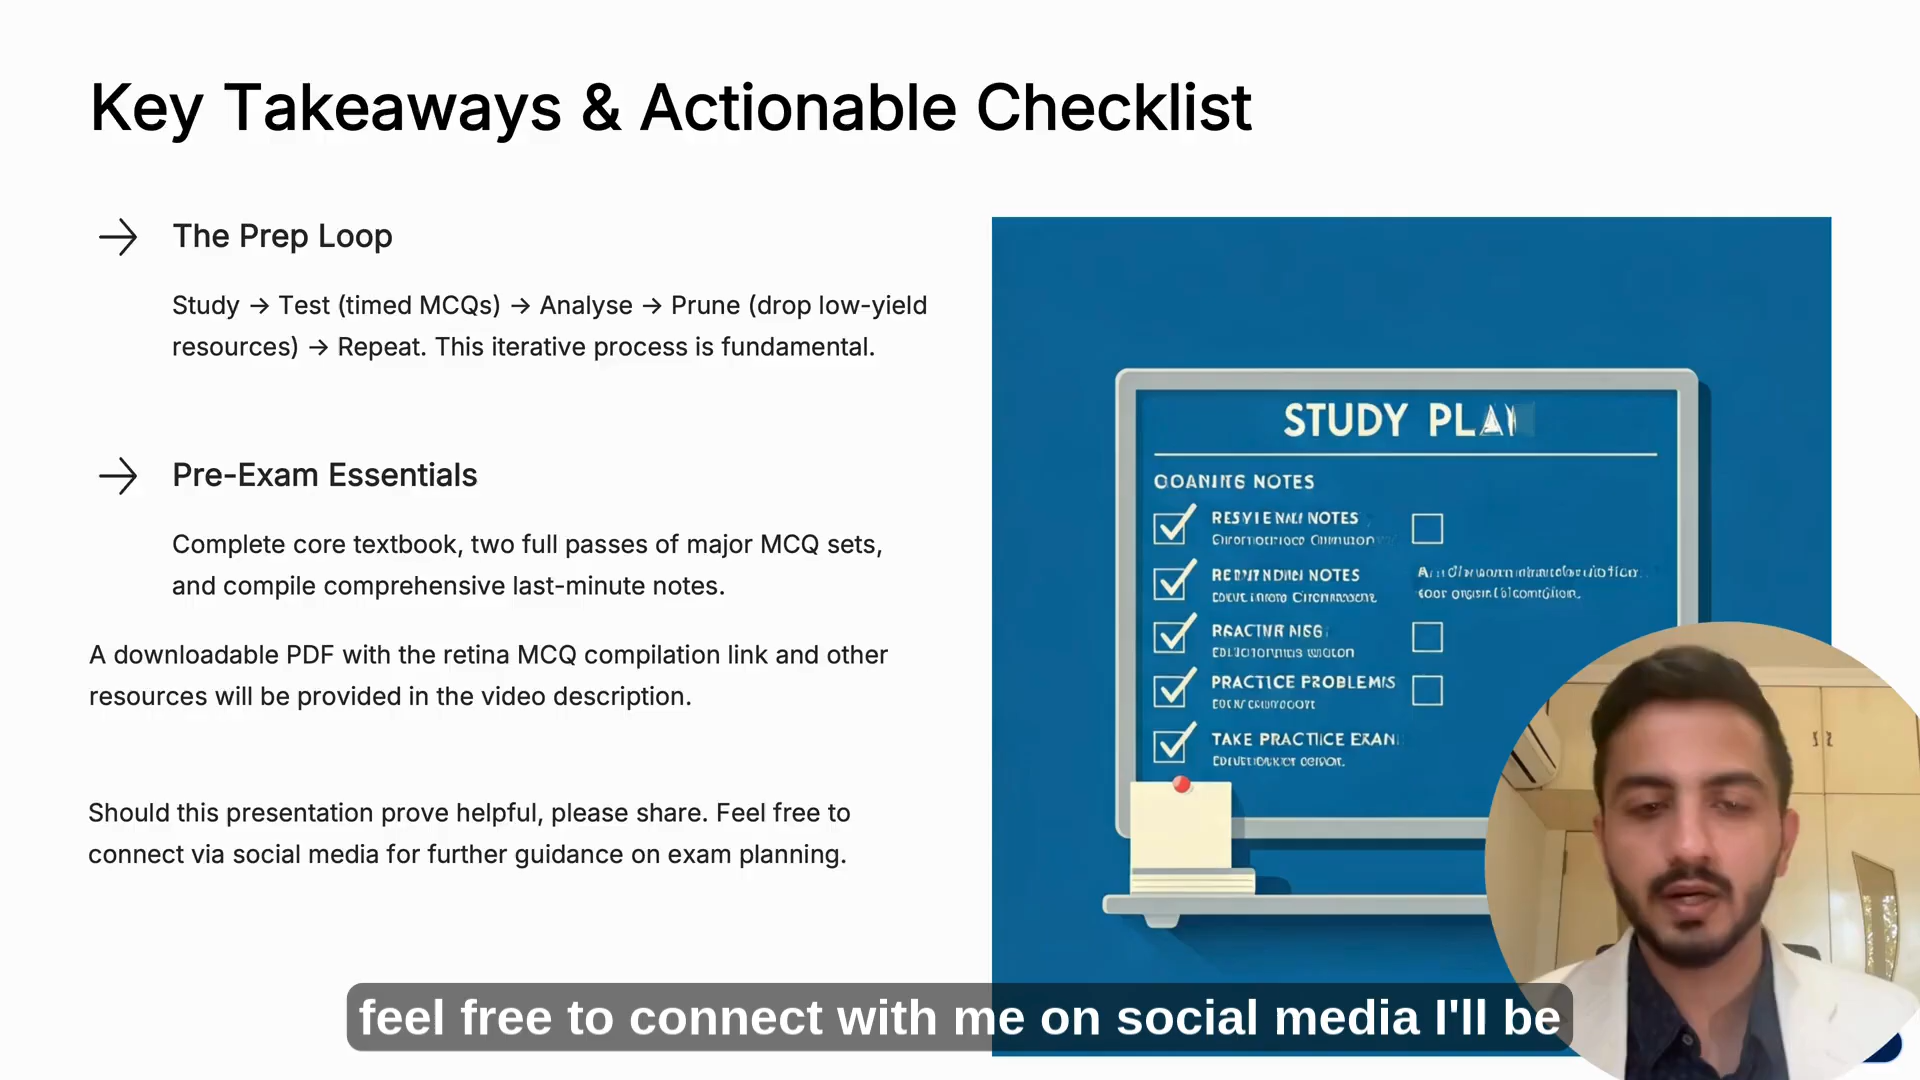 Key Takeaways & Actionable Checklist
The Prep Loop
Study → Test (timed MCQs) → Analyse → Prune (drop low-yield
resources) → Repeat. This iterative process is fundamental.
Pre-Exam Essentials
Complete core textbook, two full passes of major MCQ sets,
and compile comprehensive last-minute notes.
A downloadable PDF with the retina MCQ compilation link and other
resources will be provided in the video description.
Should this presentation prove helpful, please share. Feel free to
connect via social media for further guidance on exam planning.
STUDY
NOTES
NOTES
NOTES
PRACTICE PROBLEMS
TAKE PRACTICE
feel free to connect with me on social media I'll be